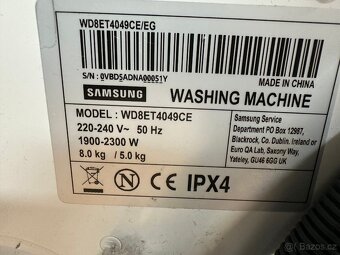 WD8ET4049CE/EG
S/N : 0VBD5ADNA00051Y
MADE IN CHINA
SAMSUNG
WASHING MACHINE
MODEL : WD8ET4049CE
220-240 V~ 50 Hz
1900-2300 W
8.0 kg / 5.0 kg
Samsung Service
Department PO Box 12987,
Blackrock, Co. Dublin. Ireland or
Euro QA Lab, Saxony Way,
Yateley, GU46 6GG UK
N CE IPX4
Bazoš.cz